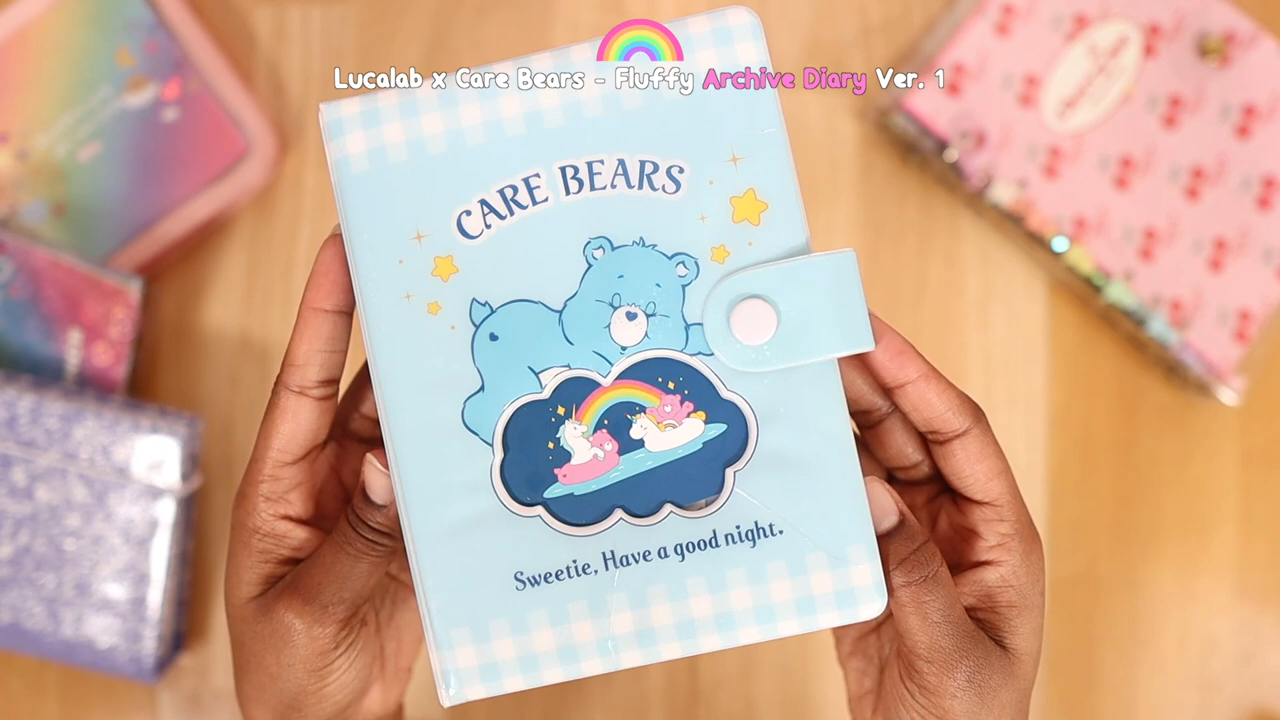 Lucalab x Care Bears - Fluffy Archive Diary Ver. 1
CARE BEARS
Sweetie, Have a good night.